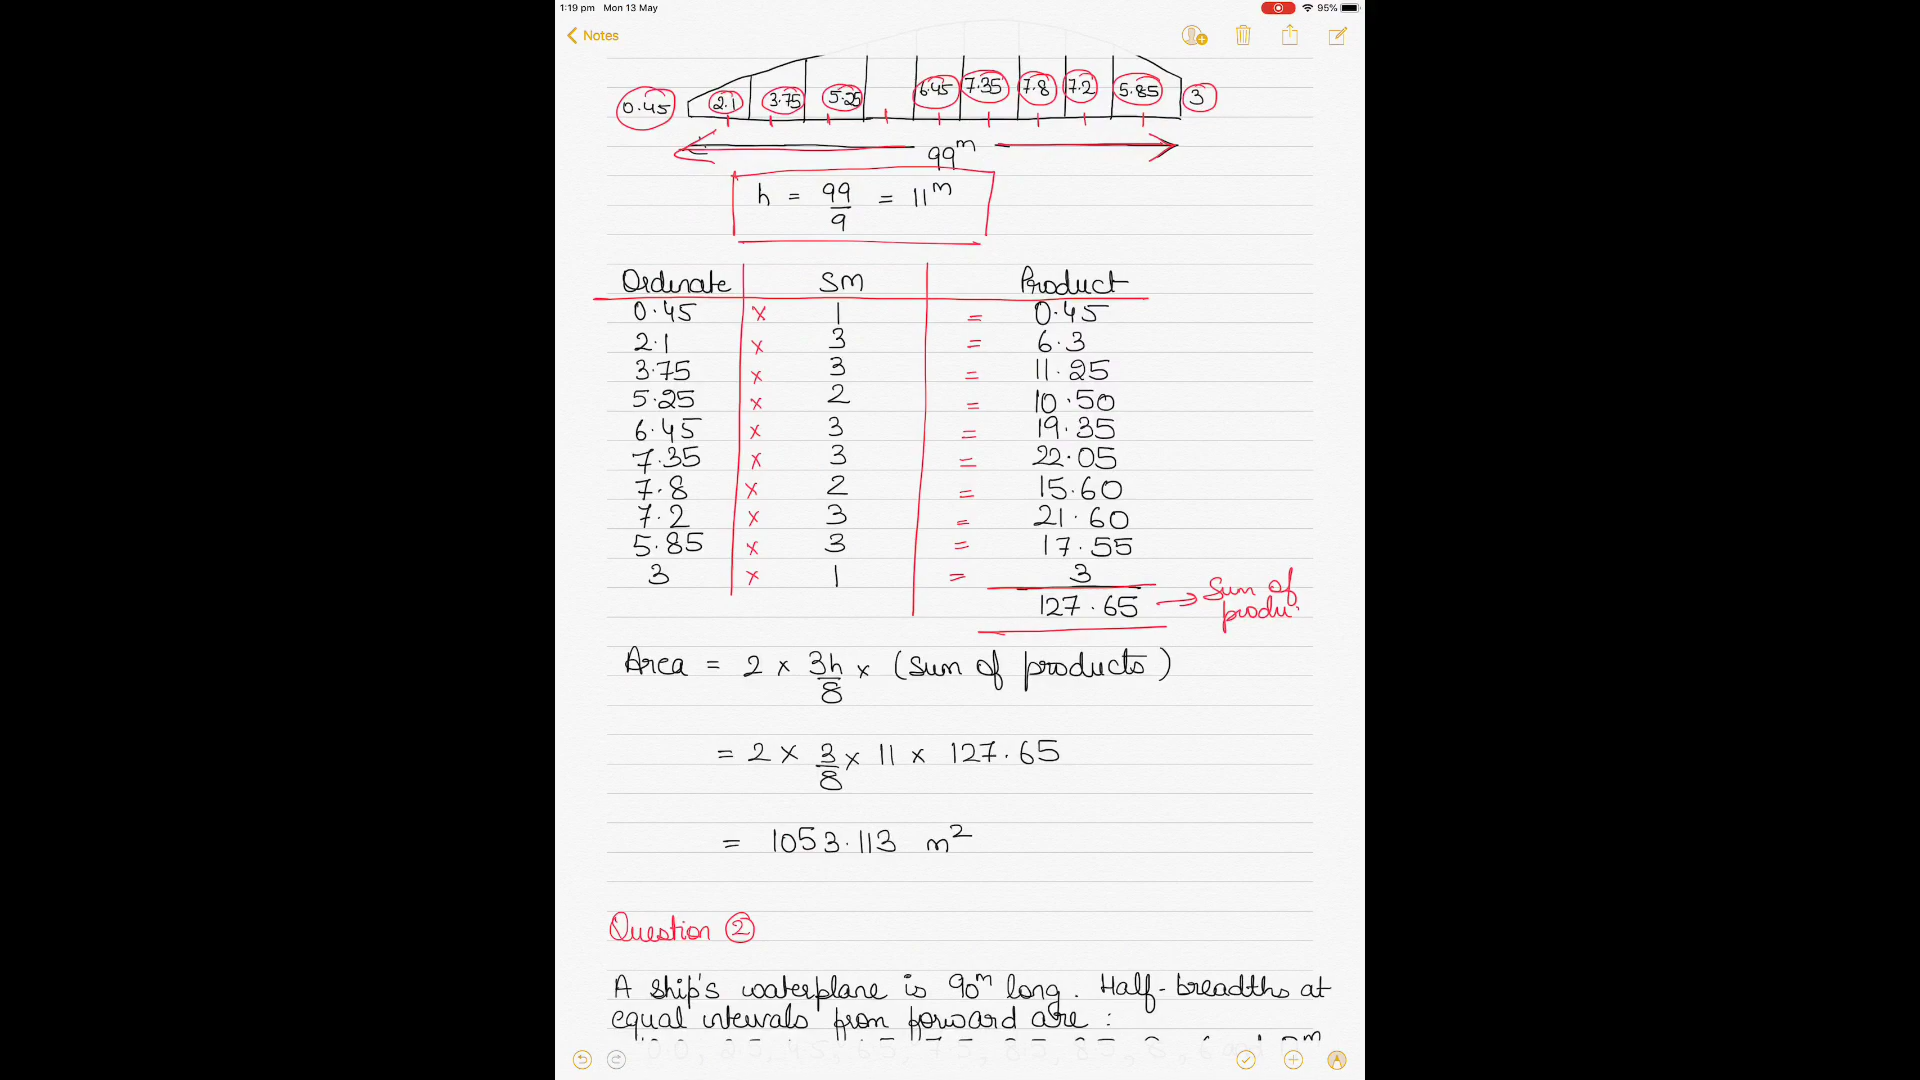 1:19 pm Mon 13 May 95%
Notes
0.45 2.1 3.75 5.25 6.45 7.35 7.8 7.2 5.85 3
99m
h = 99/9 = 11m
Ordinate SM Product
0.45 × 1 = 0.45
2.1 × 3 = 6.3
3.75 × 3 = 11.25
5.25 × 2 = 10.50
6.45 × 3 = 19.35
7.35 × 3 = 22.05
7.8 × 2 = 15.60
7.2 × 3 = 21.60
5.85 × 3 = 17.55
3 × 1 = 3
127.65 → Sum of
produ
Area = 2 × 3h/8 × (Sum of products)
= 2 × 3/8 × 11 × 127.65
= 1053.113 m²
Question ②
A ship's waterplane is 90m long. Half-breadths at
equal intervals from forward are :